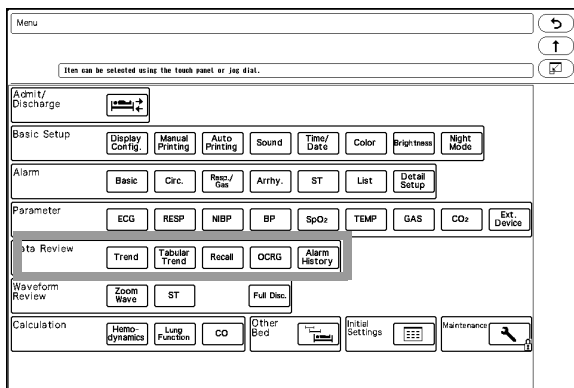 Menu
Iten can be selected using the touch panel or jog dial.
Admit/
Discharge
Basic Setup
Display
Config.
Manual
Printing
Auto
Printing
Sound
Time/
Date
Color
Brightness
Night
Mode
Alarm
Basic
Circ.
Resp./
Gas
Arrhy.
ST
List
Detail
Setup
Parameter
ECG
RESP
NIBP
BP
SpO2
TEMP
GAS
CO2
Ext.
Device
ata Review
Trend
Tabular
Trend
Recall
OCRG
Alarm
History
Waveform
Review
Zoom
Wave
ST
Full Disc.
Calculation
Hemo-
dynamics
Lung
Function
CO
Other
Bed
Initial
Settings
Maintenance